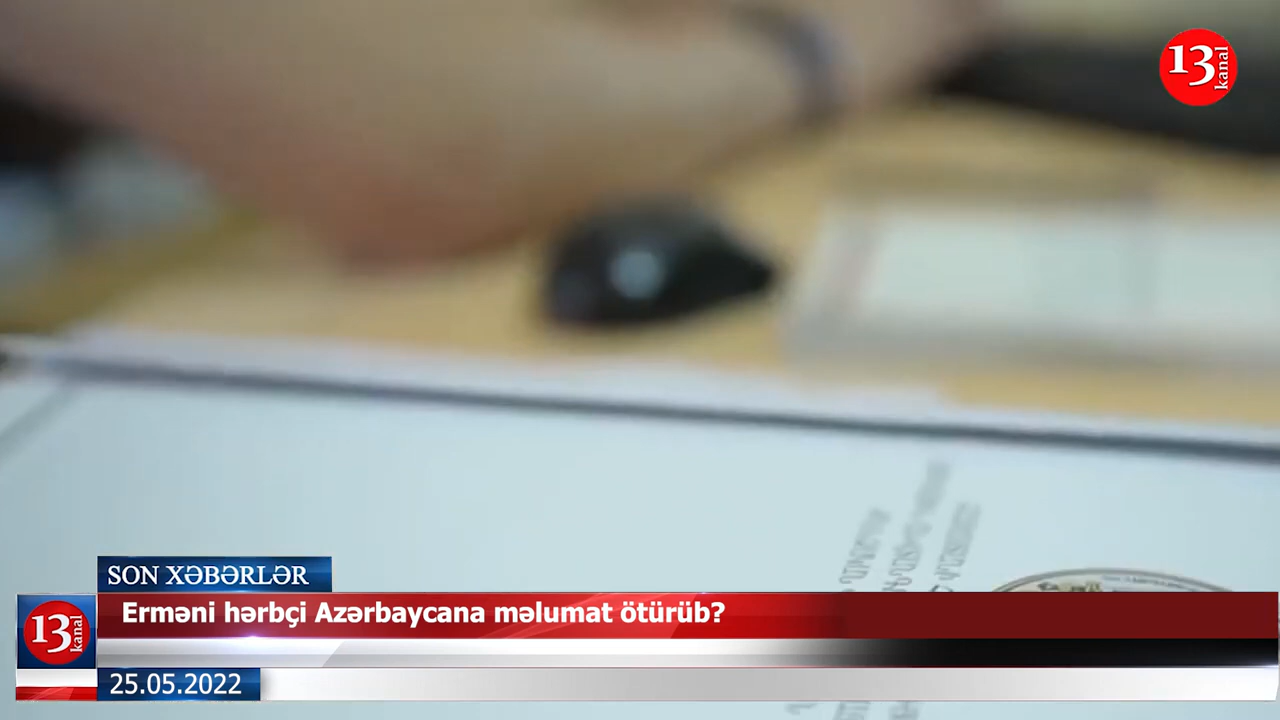 13 kanal
SON XƏBƏRLƏR
Erməni hərbçi Azərbaycana məlumat ötürüb?
13 kanal
25.05.2022